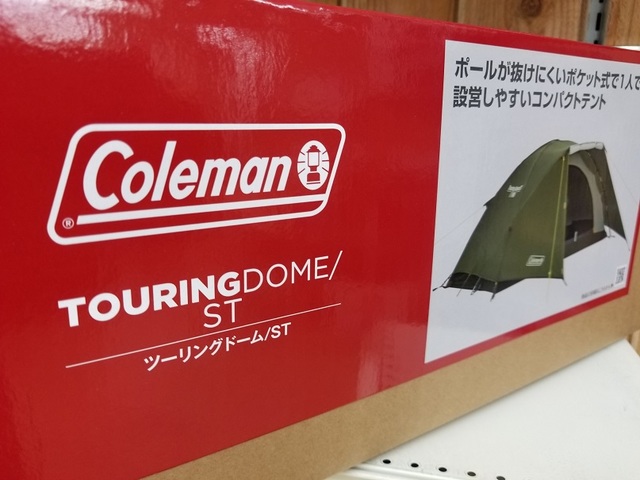 Coleman
®
TOURINGDOME/
ST
ツーリングドーム/ST
ポールが抜けにくいポケット式で1人で
設営しやすいコンパクトテント
Coleman